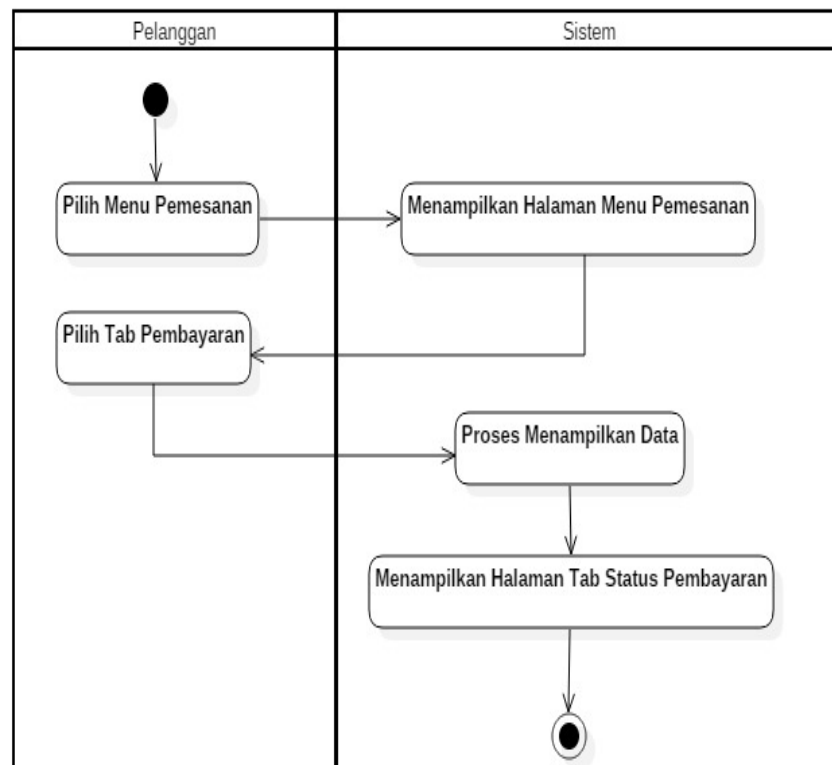 Pelanggan
Sistem
Pilih Menu Pemesanan
Menampilkan Halaman Menu Pemesanan
Pilih Tab Pembayaran
Proses Menampilkan Data
Menampilkan Halaman Tab Status Pembayaran